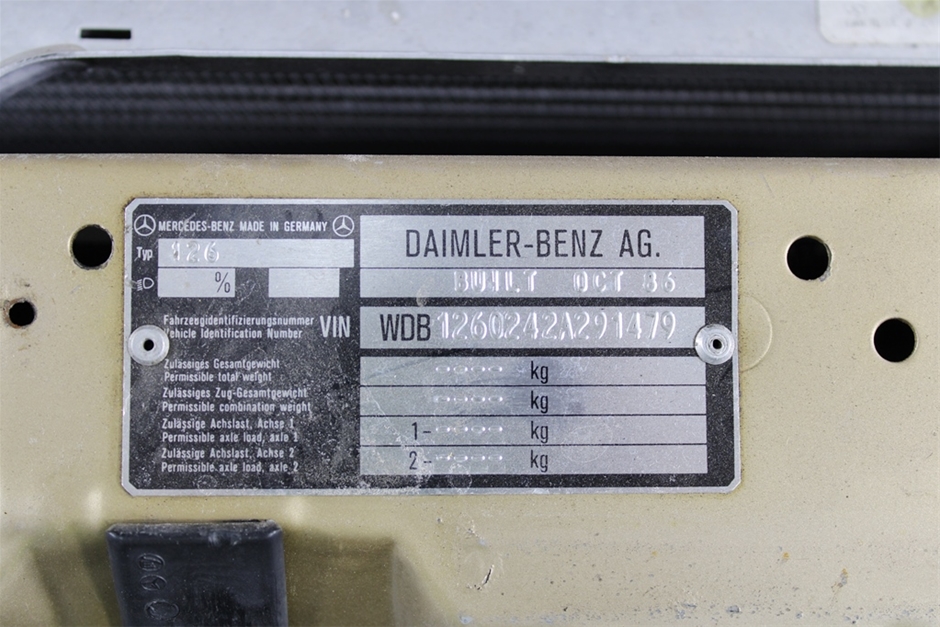 MERCEDES-BENZ MADE IN GERMANY
Typ 126
%
DAIMLER-BENZ AG.
BUILT OCT 86
Fahrzeugidentifizierungsnummer
Vehicle Identification Number
VIN
WDB1260242A291479
Zulässiges Gesamtgewicht
Permissible total weight
kg
Zulässiges Zug-Gesamtgewicht
Permissible combination weight
kg
Zulässige Achslast, Achse 1
Permissible axle load, axle 1
1- kg
Zulässige Achslast, Achse 2
Permissible axle load, axle 2
2- kg